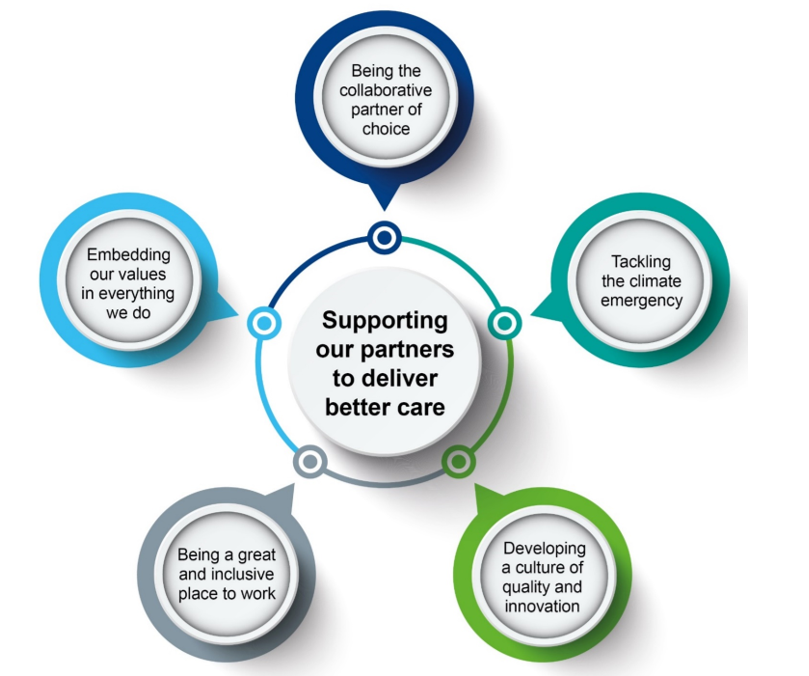 Being the
collaborative
partner of
choice
Tackling
the climate
emergency
Developing
a culture of
quality and
innovation
Being a great
and inclusive
place to work
Embedding
our values
in everything
we do
Supporting
our partners
to deliver
better care